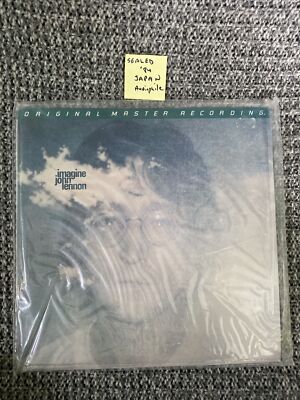 SEALED
'84
JAPAN
Audiophile
ORIGINAL MASTER RECORDING
imagine
john
lennon